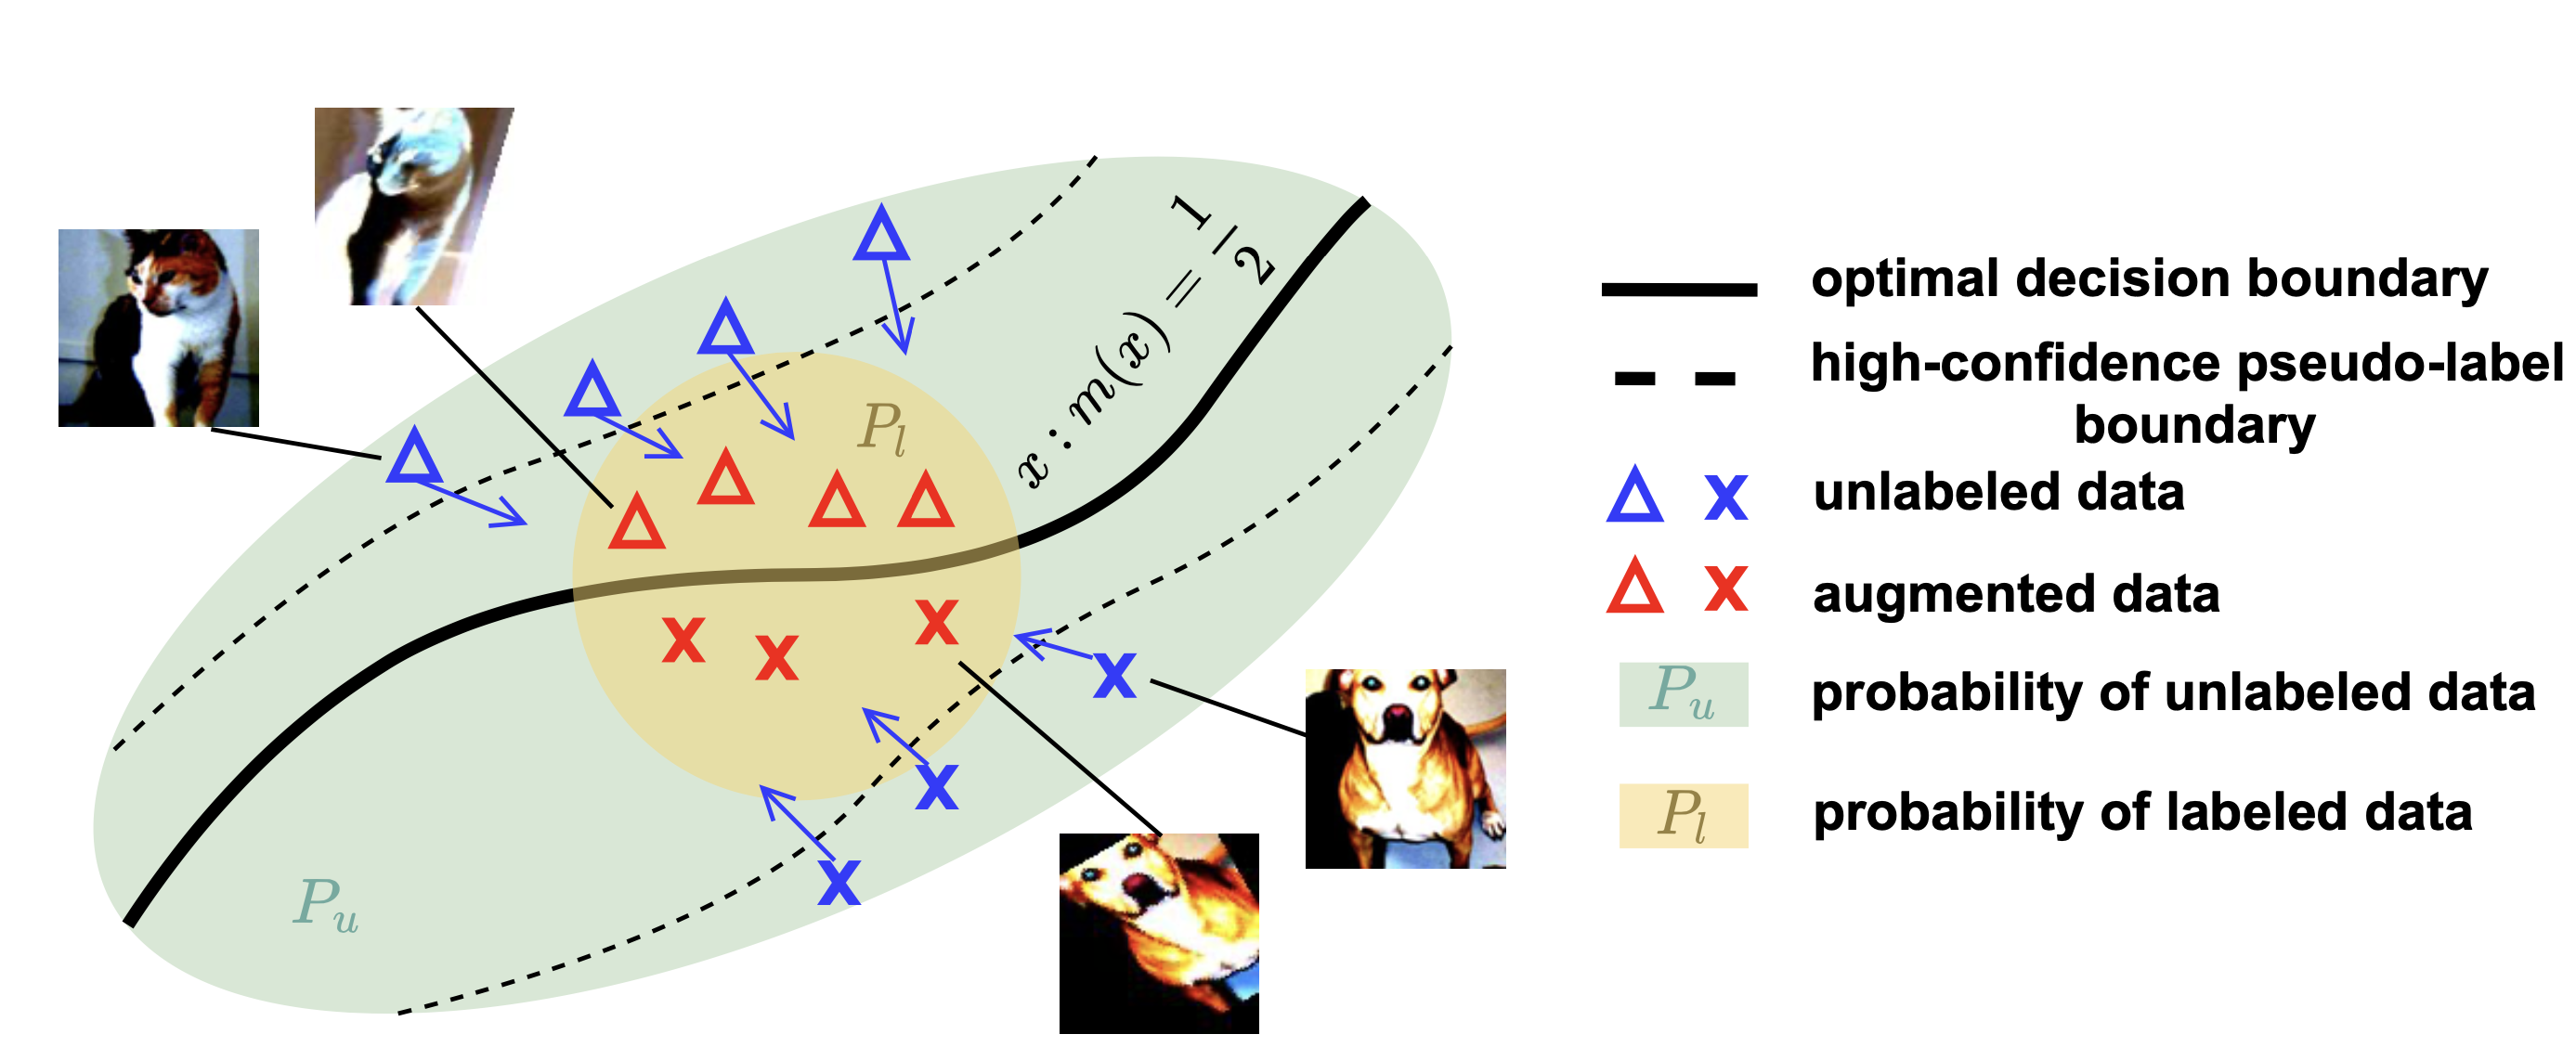 x : m(x) = 1/2
P_l
P_u
optimal decision boundary
high-confidence pseudo-label
boundary
unlabeled data
augmented data
P_u probability of unlabeled data
P_l probability of labeled data